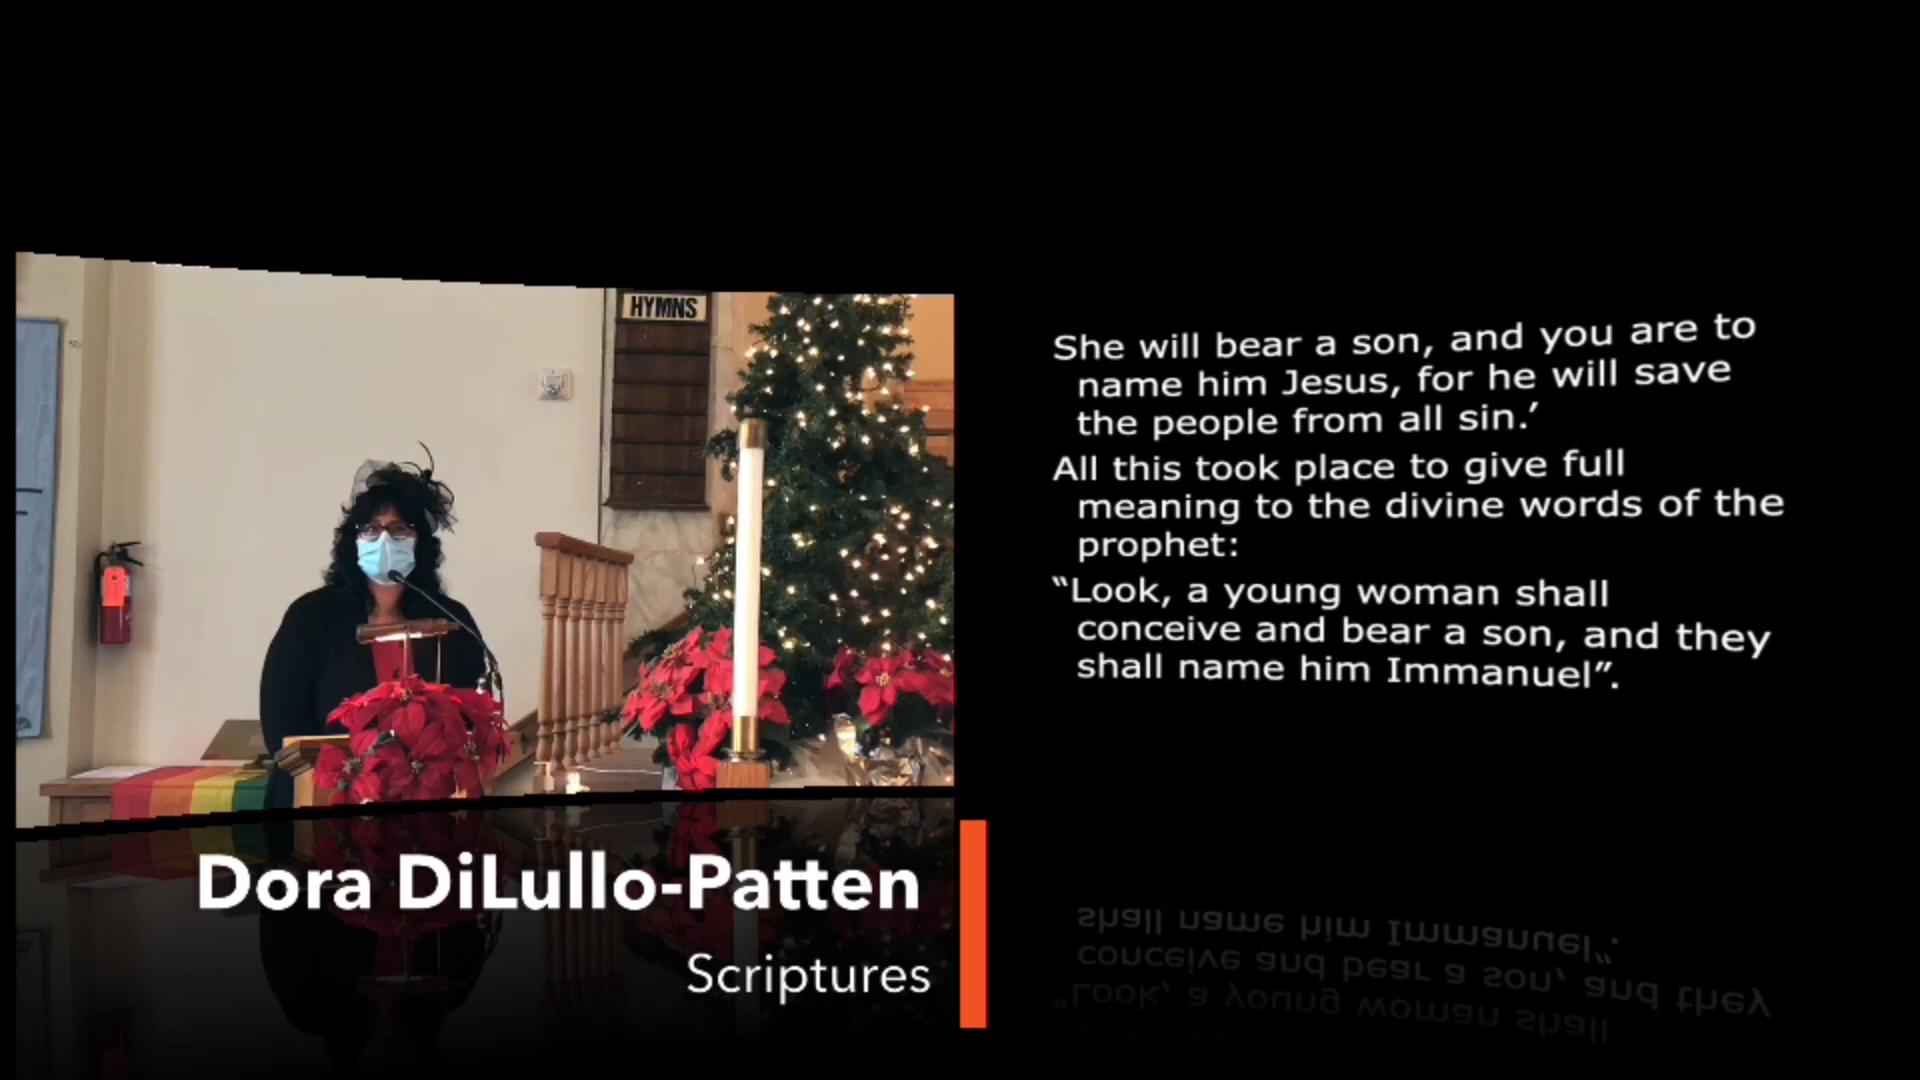 HYMNS
She will bear a son, and you are to
name him Jesus, for he will save
the people from all sin.’
All this took place to give full
meaning to the divine words of the
prophet:
“Look, a young woman shall
conceive and bear a son, and they
shall name him Immanuel”.
Dora DiLullo-Patten
Scriptures